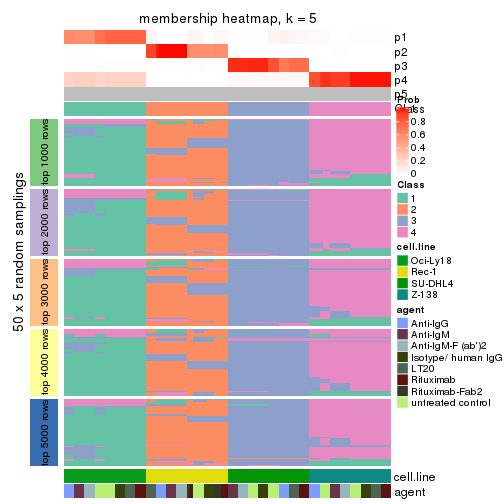 membership heatmap, k = 5
p1
p2
p3
p4
p5
Class
50 x 5 random samplings
top 1000 rows
top 2000 rows
top 3000 rows
top 4000 rows
top 5000 rows
cell.line
agent
Prob
1
0.8
0.6
0.4
0.2
0
Class
1
2
3
4
cell.line
Oci-Ly18
Rec-1
SU-DHL4
Z-138
agent
Anti-IgG
Anti-IgM
Anti-IgM-F (ab')2
Isotype/ human IgG
LT20
Rituximab
Rituximab-Fab2
untreated control